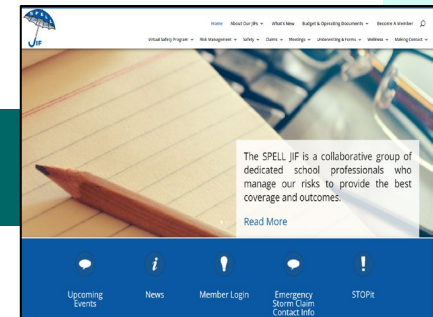 SPELL
JIF
Home About Our JIFs What's New Budget & Operating Documents Become A Member
Virtual Safety Program Risk Management Safety Claims Meetings Underwriting & Forms Wellness Making Contact
The SPELL JIF is a collaborative group of
dedicated school professionals who
manage our risks to provide the best
coverage and outcomes.
Read More
Upcoming
Events
News
Member Login
Emergency
Storm Claim
Contact Info
STOPit